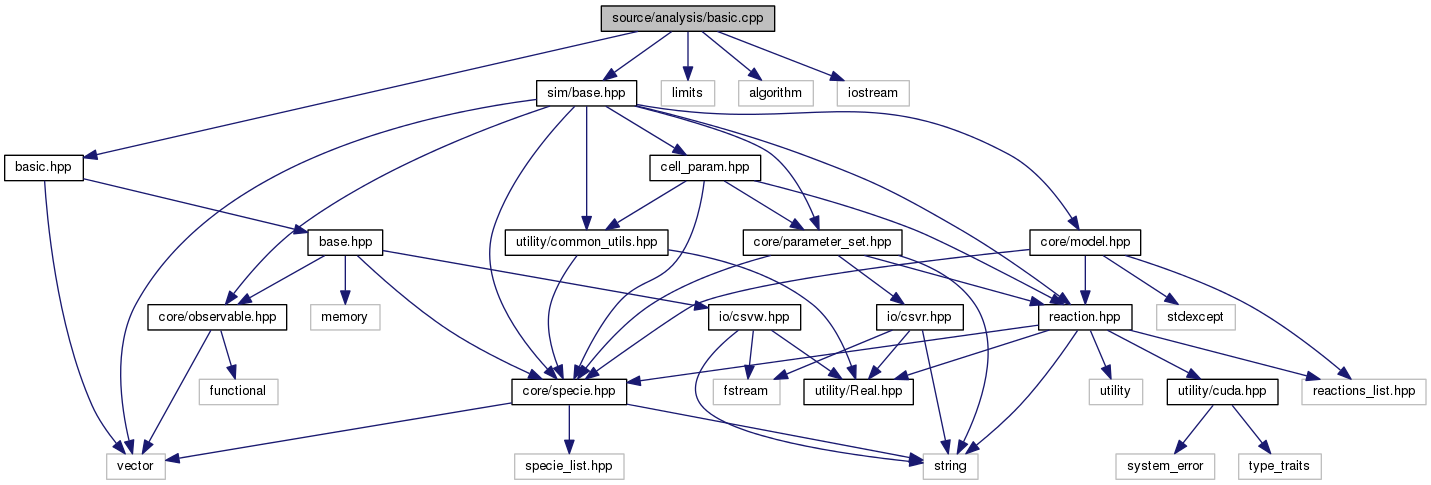 source/analysis/basic.cpp
sim/base.hpp
limits
algorithm
iostream
basic.hpp
cell_param.hpp
base.hpp
utility/common_utils.hpp
core/parameter_set.hpp
core/model.hpp
core/observable.hpp
memory
io/csvw.hpp
io/csvr.hpp
reaction.hpp
stdexcept
functional
core/specie.hpp
fstream
utility/Real.hpp
utility
utility/cuda.hpp
reactions_list.hpp
vector
specie_list.hpp
string
system_error
type_traits